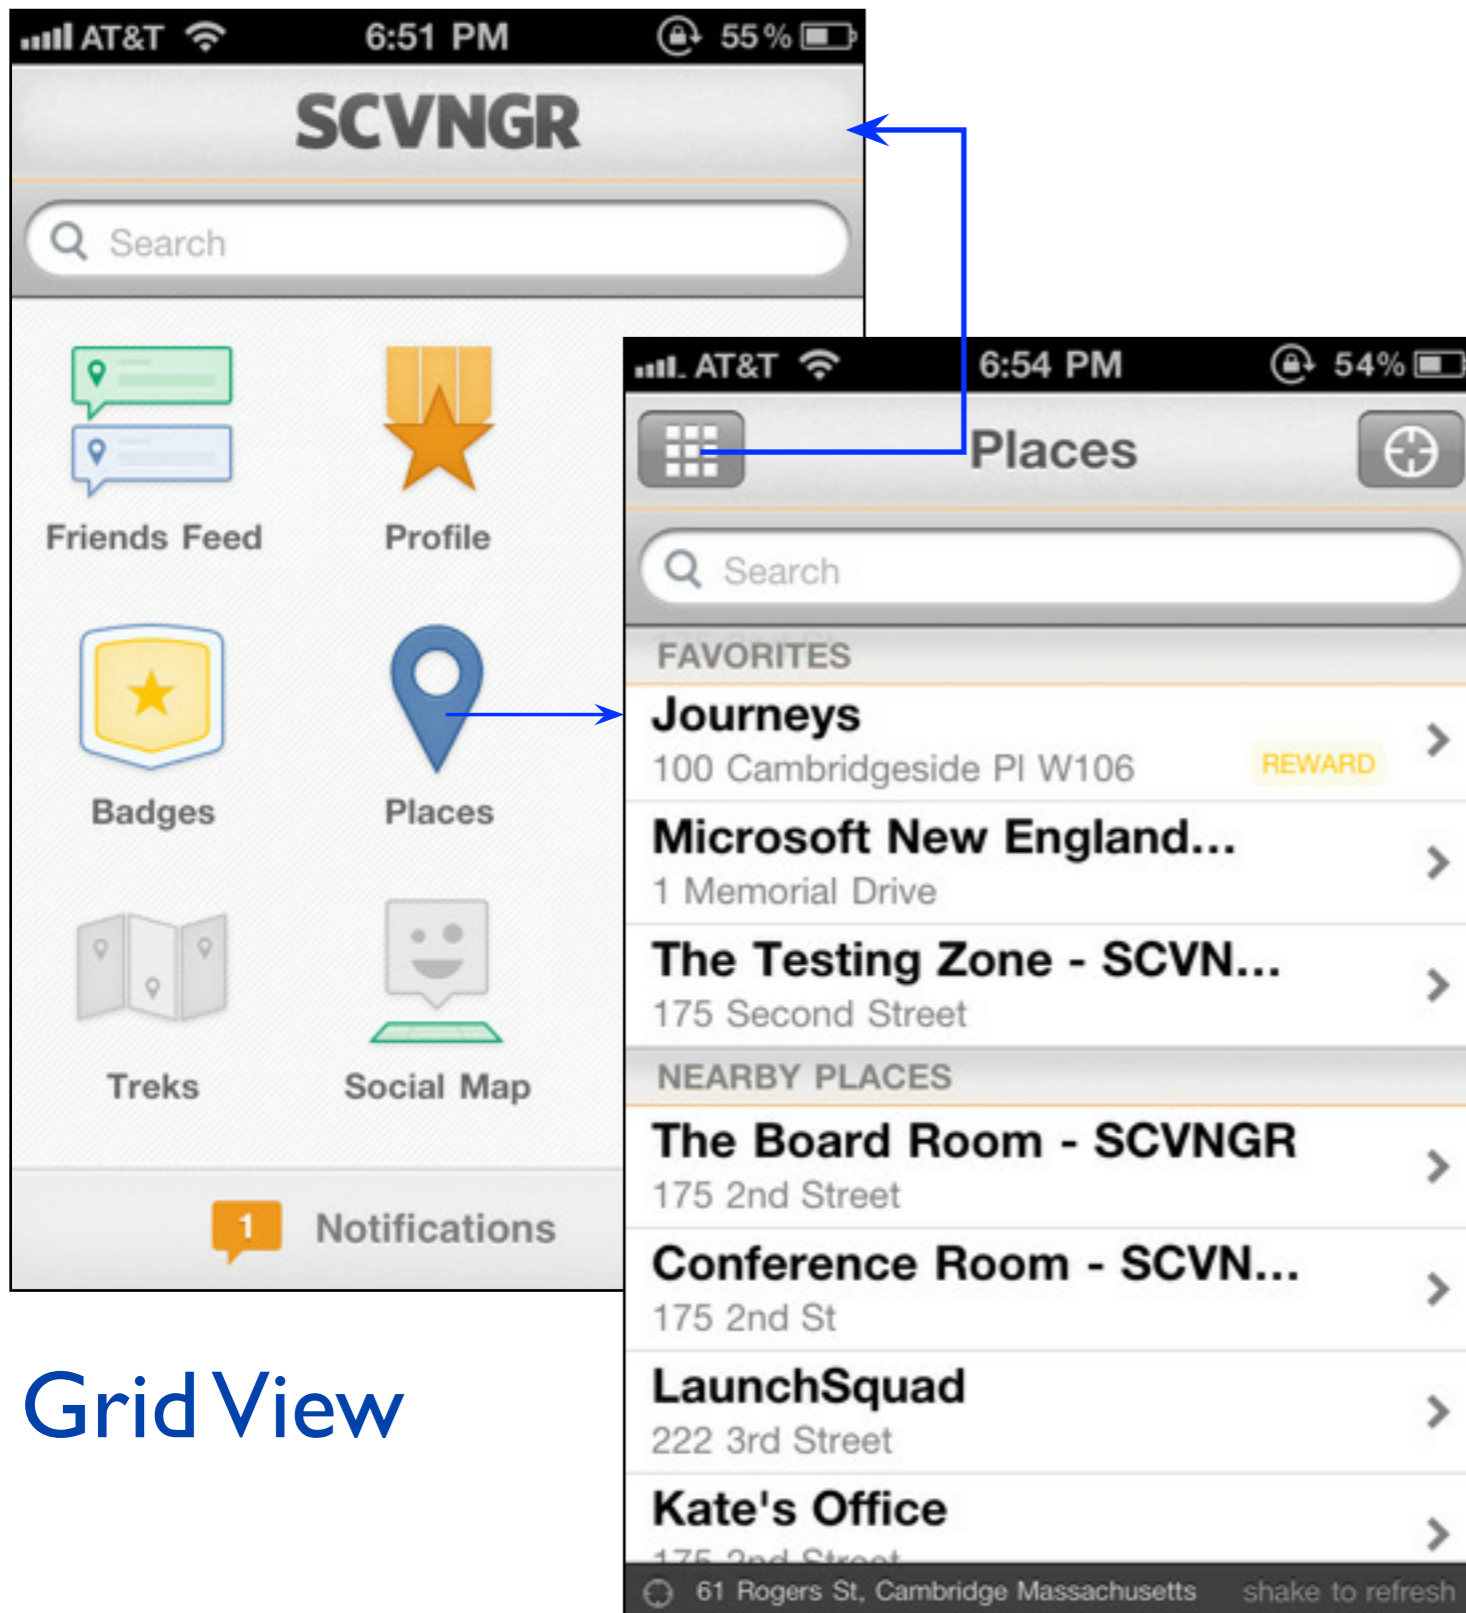 AT&T 6:51 PM 55%
SCVNGR
Search
Friends Feed Profile
Badges Places
Treks Social Map
1 Notifications
AT&T 6:54 PM 54%
Places
Search
FAVORITES
Journeys
100 Cambridgeside Pl W106 REWARD
Microsoft New England...
1 Memorial Drive
The Testing Zone - SCVN...
175 Second Street
NEARBY PLACES
The Board Room - SCVNGR
175 2nd Street
Conference Room - SCVN...
175 2nd St
LaunchSquad
222 3rd Street
Kate's Office
175 2nd Street
61 Rogers St, Cambridge Massachusetts shake to refresh
Grid View